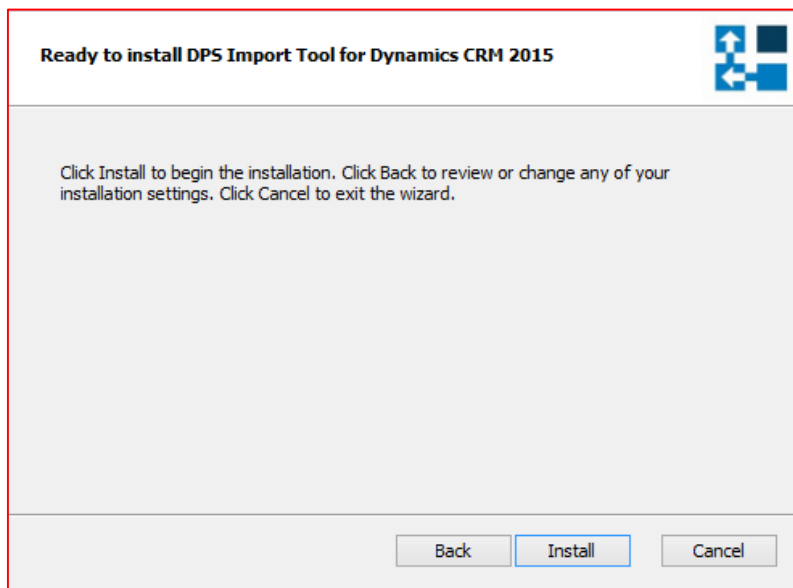 Ready to install DPS Import Tool for Dynamics CRM 2015
Click Install to begin the installation. Click Back to review or change any of your
installation settings. Click Cancel to exit the wizard.
Back Install Cancel